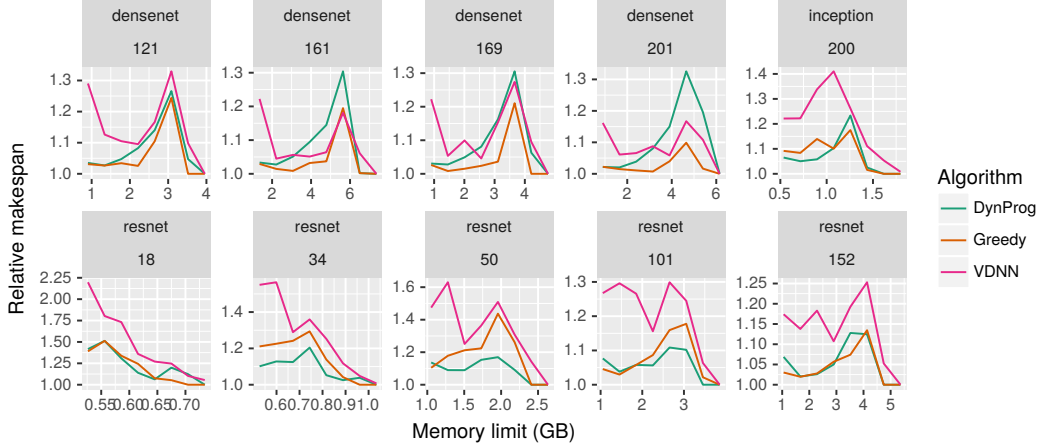 densenet densenet densenet densenet inception
121 161 169 201 200
1.3 1.2 1.1 1.0
1 2 3 4
1.3 1.2 1.1 1.0
2 4 6
1.3 1.2 1.1 1.0
1 2 3 4
1.3 1.2 1.1 1.0
2 4 6
1.4 1.3 1.2 1.1 1.0
0.5 1.0 1.5
resnet resnet resnet resnet resnet
18 34 50 101 152
2.25 2.00 1.75 1.50 1.25 1.00
0.55 0.60 0.65 0.70
1.4 1.2 1.0
0.6 0.7 0.8 0.9 1.0
1.6 1.4 1.2 1.0
1.0 1.5 2.0 2.5
1.3 1.2 1.1 1.0
1 2 3
1.25 1.20 1.15 1.10 1.05 1.00
1 2 3 4 5
Relative makespan
Memory limit (GB)
Algorithm
DynProg
Greedy
VDNN